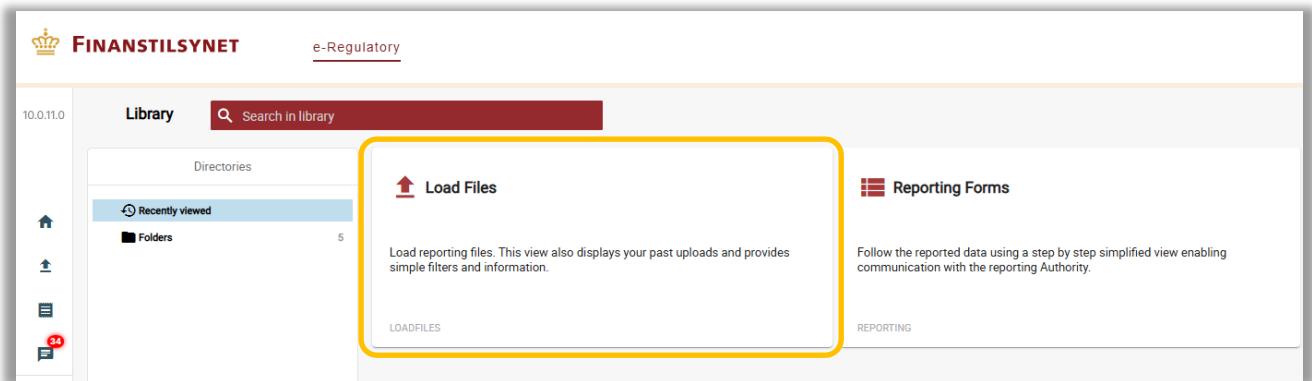 FINANSTILSYNET
e-Regulatory
10.0.11.0
Library
Search in library
Directories
Recently viewed
Folders
5
Load Files
Load reporting files. This view also displays your past uploads and provides
simple filters and information.
LOADFILES
Reporting Forms
Follow the reported data using a step by step simplified view enabling
communication with the reporting Authority.
REPORTING
34